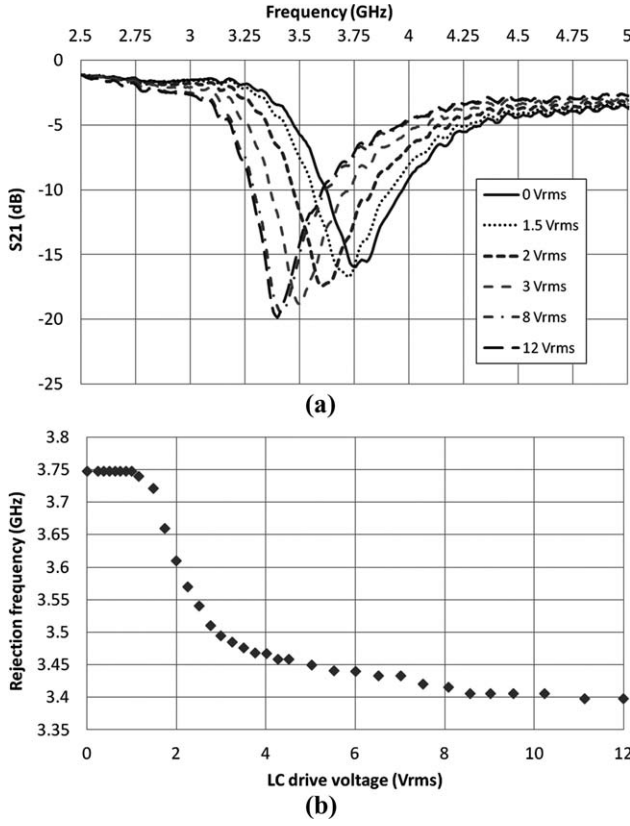 Frequency (GHz)
2.5 2.75 3 3.25 3.5 3.75 4 4.25 4.5 4.75 5
0
-5
-10
-15
-20
-25
S21 (dB)
0 Vrms
1.5 Vrms
2 Vrms
3 Vrms
8 Vrms
12 Vrms
(a)
3.8
3.75
3.7
3.65
3.6
3.55
3.5
3.45
3.4
3.35
Rejection frequency (GHz)
0 2 4 6 8 10 12
LC drive voltage (Vrms)
(b)